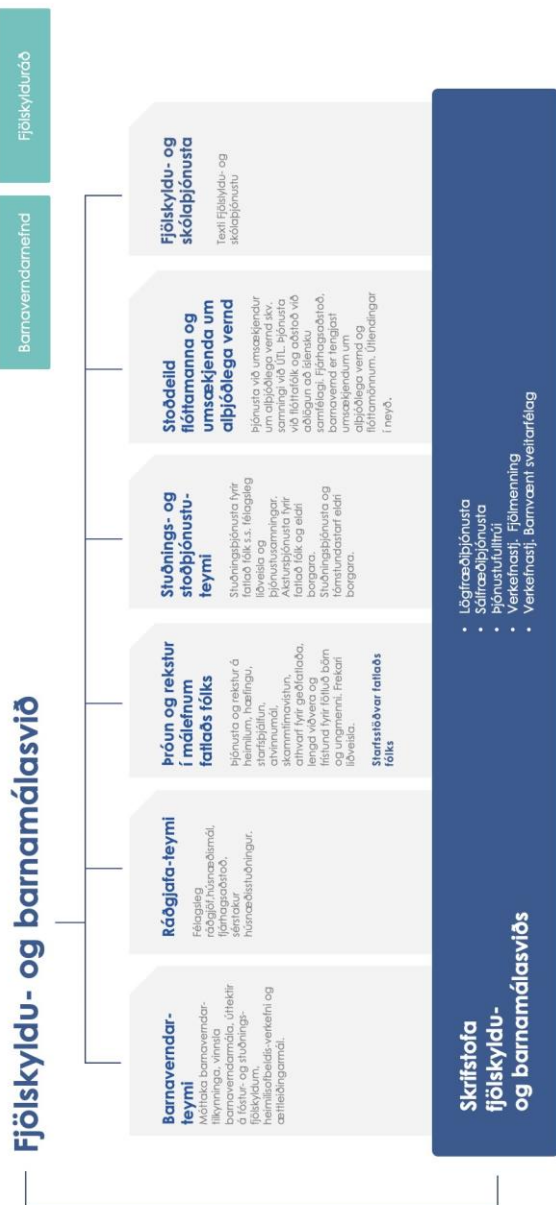 Fjölskyldu- og barnamálasvið
Barnaverndarnefnd
Fjölskylduráð
Barnaverndar-
teymi
Móttaka barnaverndar-
tilkynninga, vinnsla
barnaverndarmála, úttektir
á fóstur- og stuðnings-
fjölskyldum,
heimilisofbeldis-verkefni og
ættleiðingarmál.
Ráðgjafa-teymi
Félagsleg
ráðgjöf,húsnæðismál,
fjárhagsaðstoð,
sérstakur
húsnæðisstuðningur.
Þróun og rekstur
í málefnum
fatlaðs fólks
Þjónusta og rekstur á
heimilum, hæfingu,
starfsþjálfun,
atvinnumál,
skammtímavistun,
athvarf fyrir geðfatlaða,
lengd viðvera og
frístund fyrir fötluð börn
og ungmenni. Frekari
liðveisla.
Starfsstöðvar fatlaðs
fólks
Stuðnings- og
stoðþjónustu-
teymi
Stuðningsþjónusta fyrir
fatlað fólk s.s. félagsleg
liðveisla og
þjónustusamningar.
Akstursþjónusta fyrir
fatlað fólk og eldri
borgara.
Stuðningsþjónusta og
tómstundastarf eldri
borgara.
Stoðdeild
flóttamanna og
umsækjenda um
alþjóðlega vernd
Þjónusta við umsækjendur
um alþjóðlega vernd skv.
samningi við ÚTL. Þjónusta
við flóttafólk og aðstoð við
aðlögun að íslensku
samfélagi. Fjárhagsaðstoð,
barnavernd er tengjast
umsækjendum um
alþjóðlega vernd og
flóttamönnum. Útlendingar
í neyð.
Fjölskyldu- og
skólaþjónusta
Texti Fjölslyldu- og
skólaþjónustu
Skrifstofa
fjölskyldu-
og barnamálasviðs
• Lögfræðiþjónusta
• Sálfræðiþjónusta
• Þjónustufulltrúi
• Verkefnastj. Fjölmenning
• Verkefnastj. Barnvænt sveitarfélag